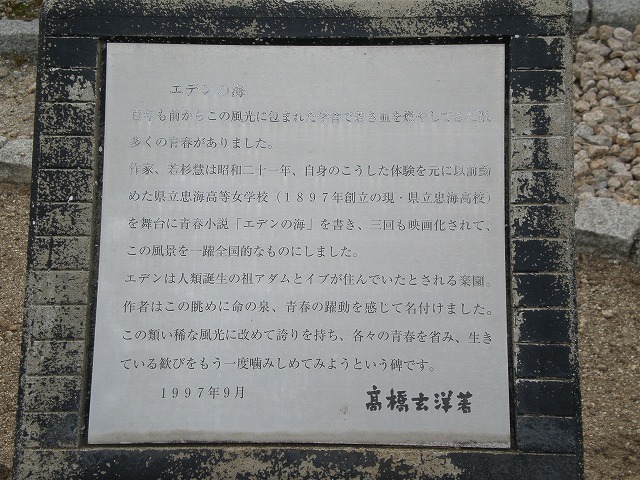 エデンの海
百年も前からこの風光に包まれた学舎で若き血を燃やしてきた
多くの青春がありました。
作家、若杉慧は昭和二十一年、自身のこうした体験を元に以前勤
めた県立忠海高等女学校（1897年創立の現・県立忠海高校）
を舞台に青春小説「エデンの海」を書き、三回も映画化されて、
この風景を一躍全国的なものにしました。
エデンは人類誕生の祖アダムとイブが住んでいたとされる楽園。
作者はこの眺めに命の泉、青春の躍動を感じて名付けました。
この類い稀な風光に改めて誇りを持ち、各々の青春を省み、生き
ている歓びをもう一度噛みしめてみようという碑です。
1997年9月
高橋玄洋著